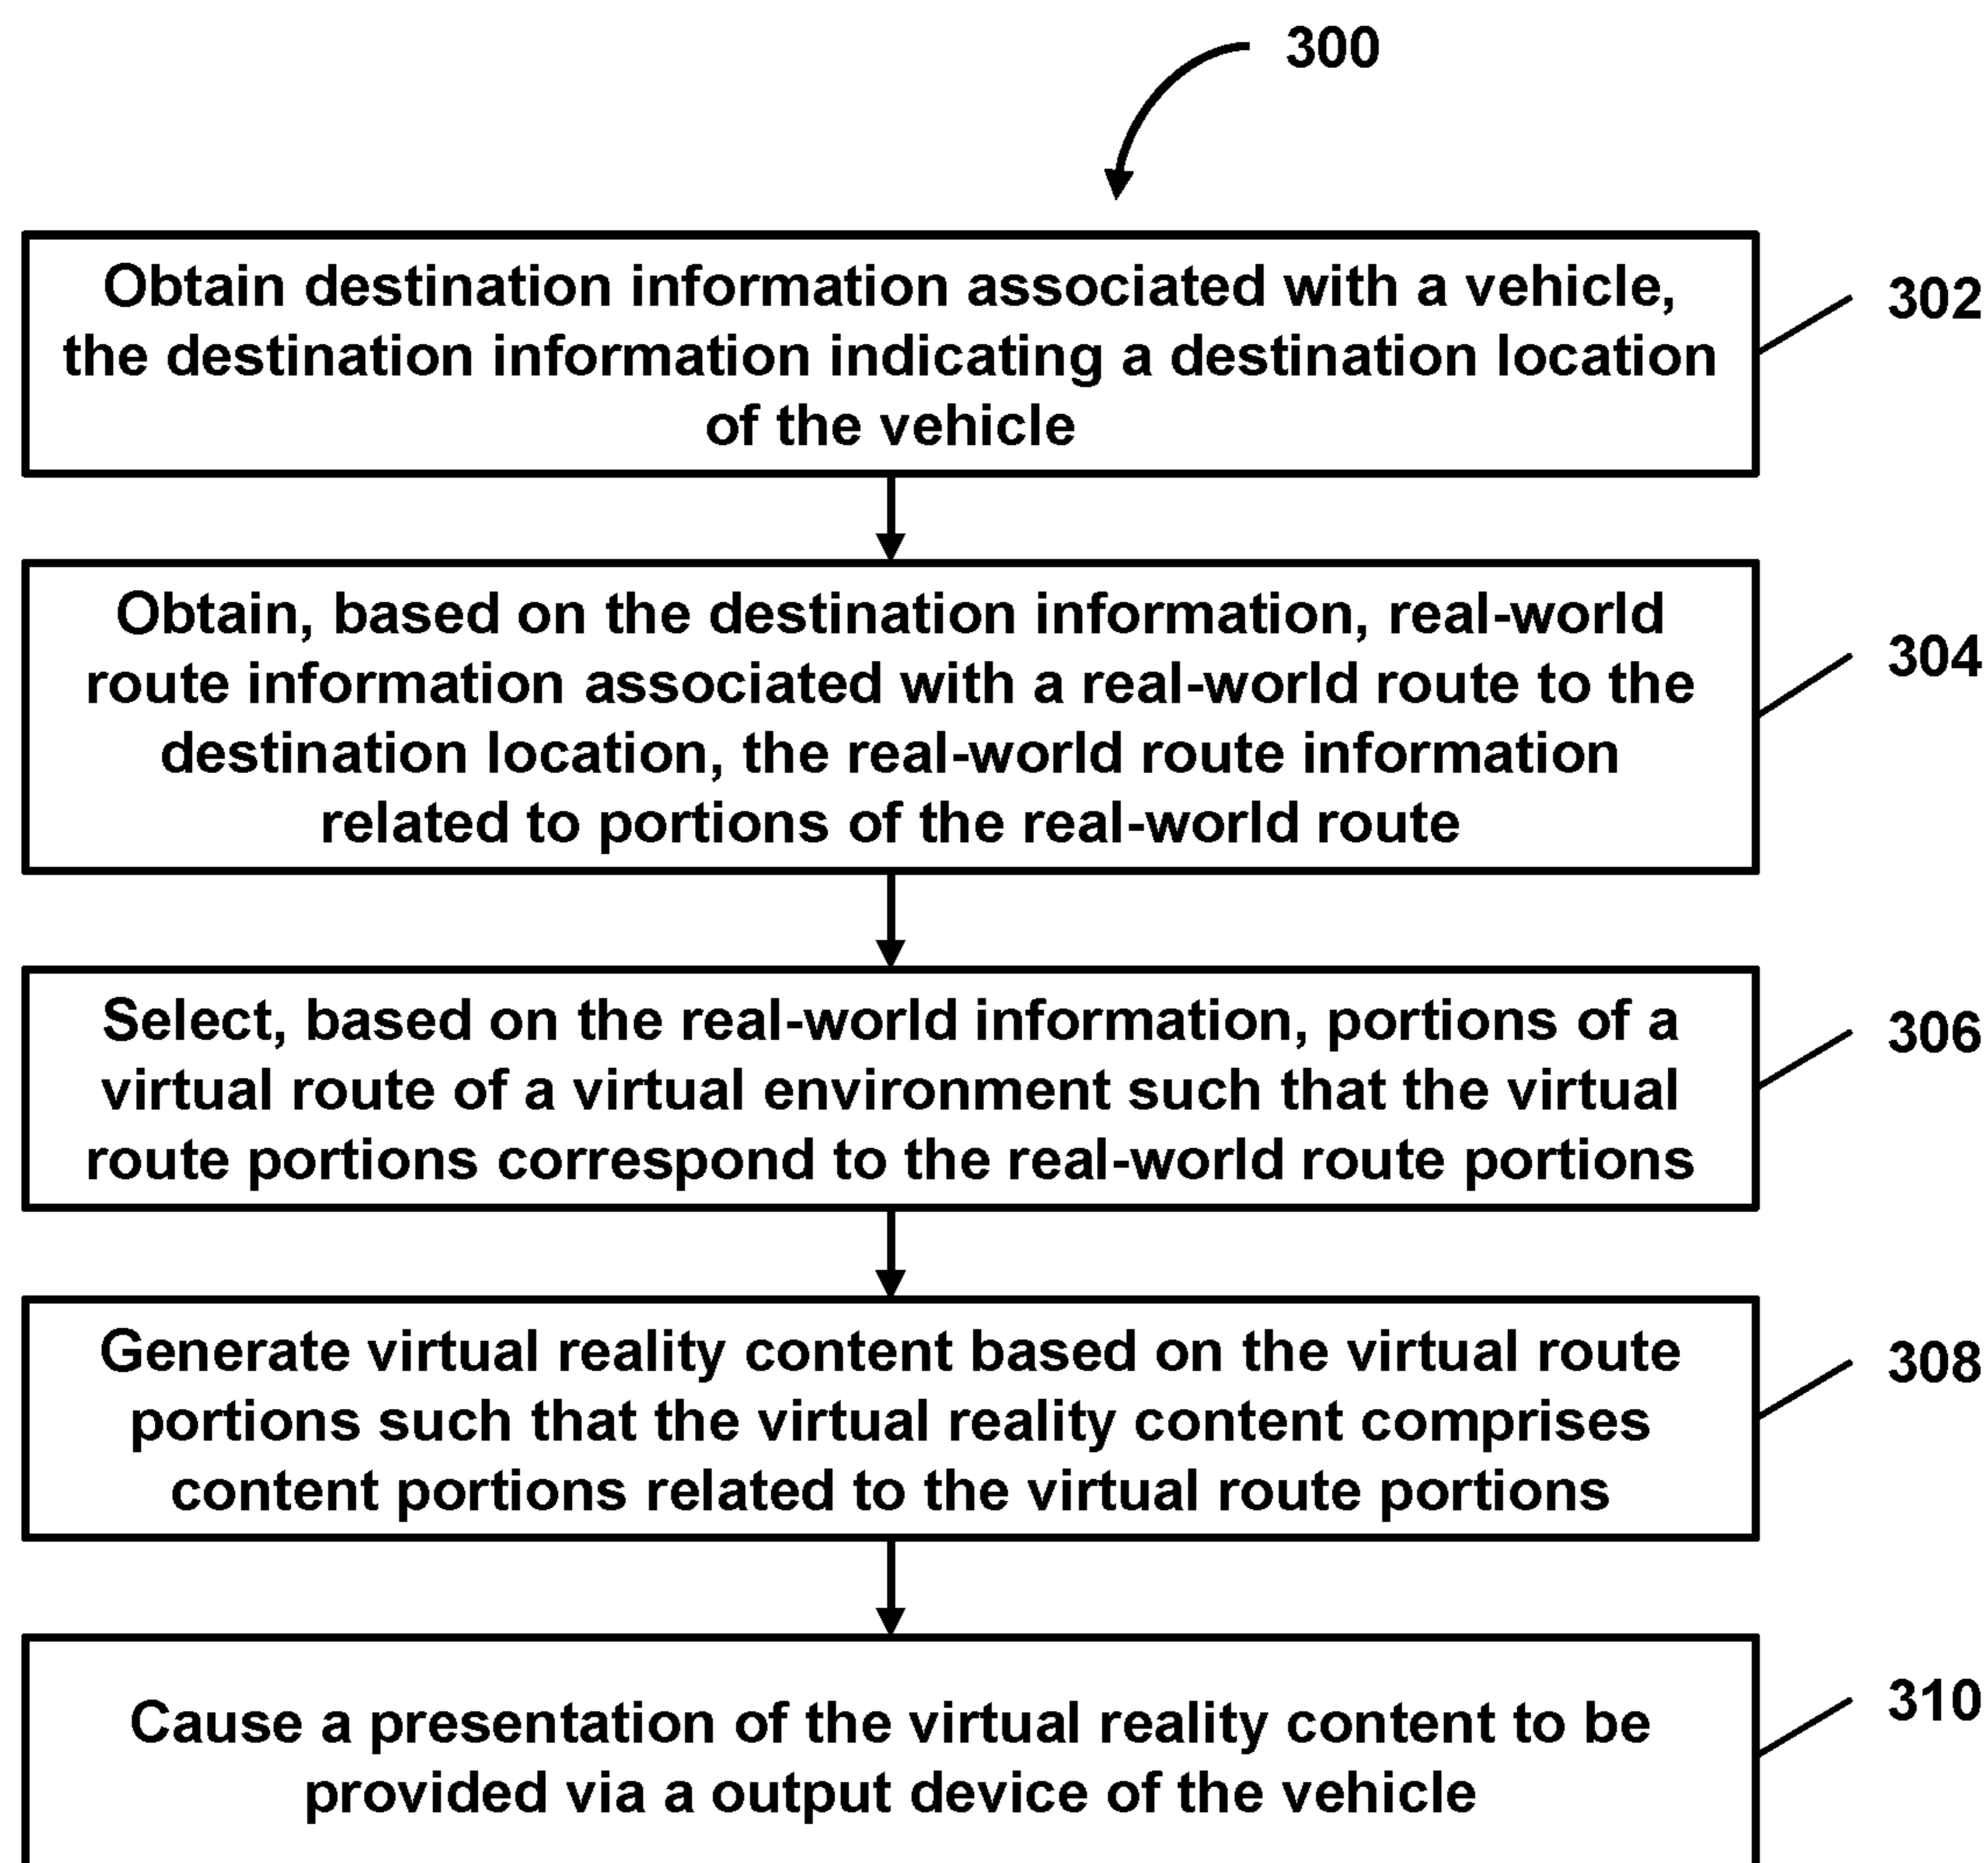 300
Obtain destination information associated with a vehicle,
the destination information indicating a destination location
of the vehicle
302
Obtain, based on the destination information, real-world
route information associated with a real-world route to the
destination location, the real-world route information
related to portions of the real-world route
304
Select, based on the real-world information, portions of a
virtual route of a virtual environment such that the virtual
route portions correspond to the real-world route portions
306
Generate virtual reality content based on the virtual route
portions such that the virtual reality content comprises
content portions related to the virtual route portions
308
Cause a presentation of the virtual reality content to be
provided via a output device of the vehicle
310